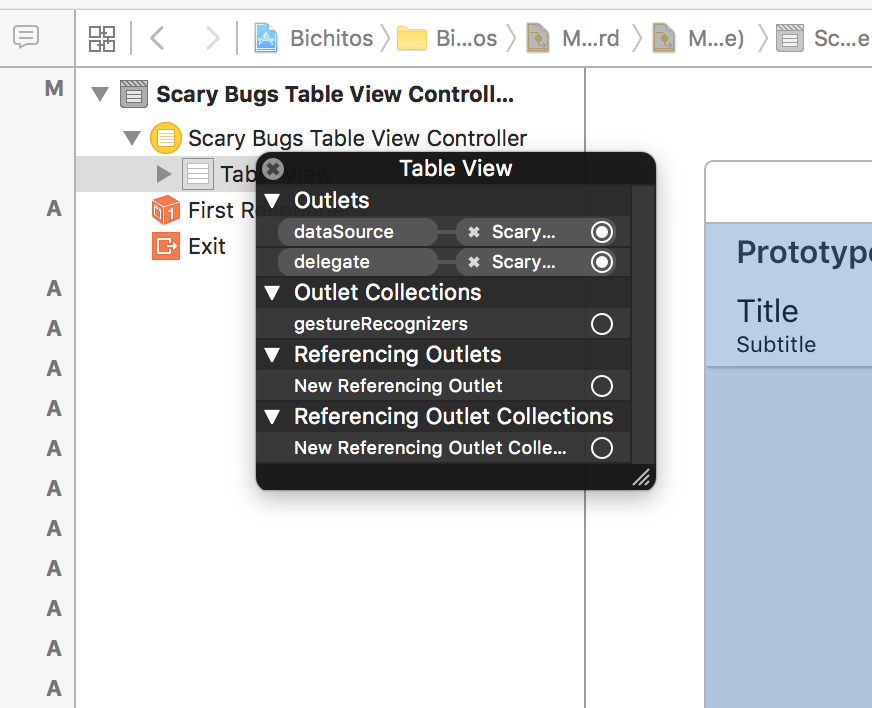 Bichitos
Bi...os
M...rd
M...e)
Sc...e
M
Scary Bugs Table View Controll...
Scary Bugs Table View Controller
Table View
A
First Responder
Exit
A
A
A
A
A
A
A
A
A
A
A
Table View
Outlets
dataSource
Scary...
delegate
Scary...
Outlet Collections
gestureRecognizers
Referencing Outlets
New Referencing Outlet
Referencing Outlet Collections
New Referencing Outlet Colle...
Prototype
Title
Subtitle